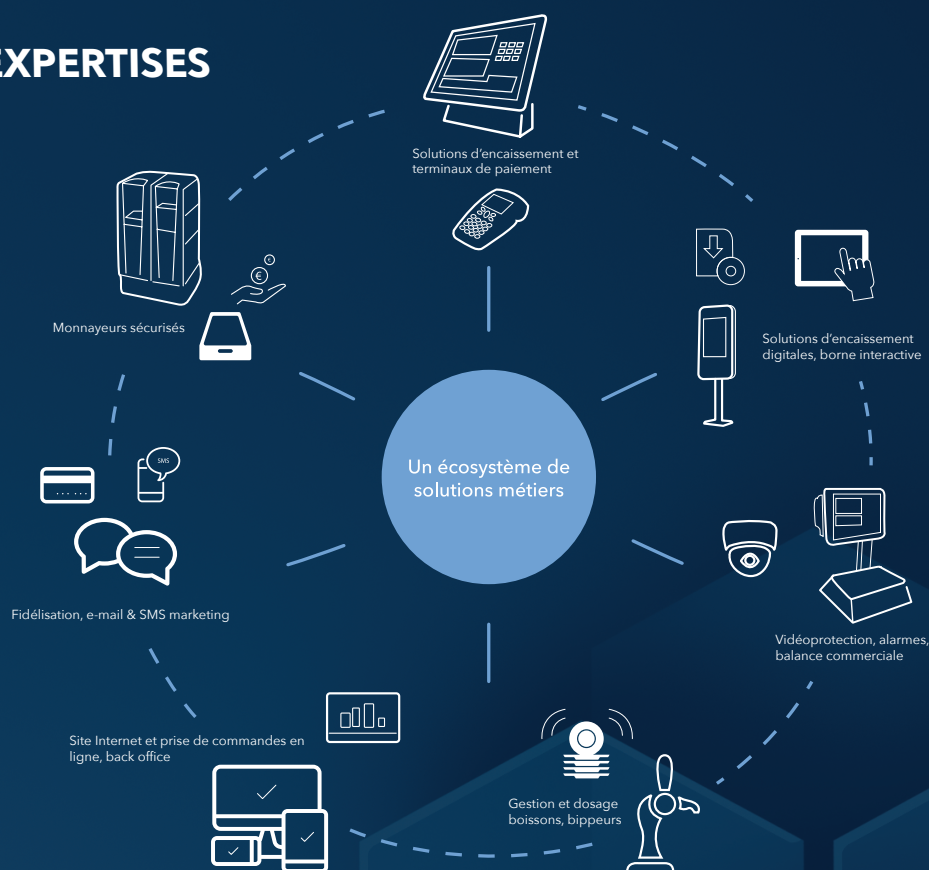 EXPERTISES
Solutions d'encaissement et
terminaux de paiement
Solutions d'encaissement
digitales, borne interactive
Monnayeurs sécurisés
€
€
Un écosystème de
solutions métiers
SMS
Fidélisation, e-mail & SMS marketing
Vidéoprotection, alarmes,
balance commerciale
Site Internet et prise de commandes en
ligne, back office
Gestion et dosage
boissons, bippeurs